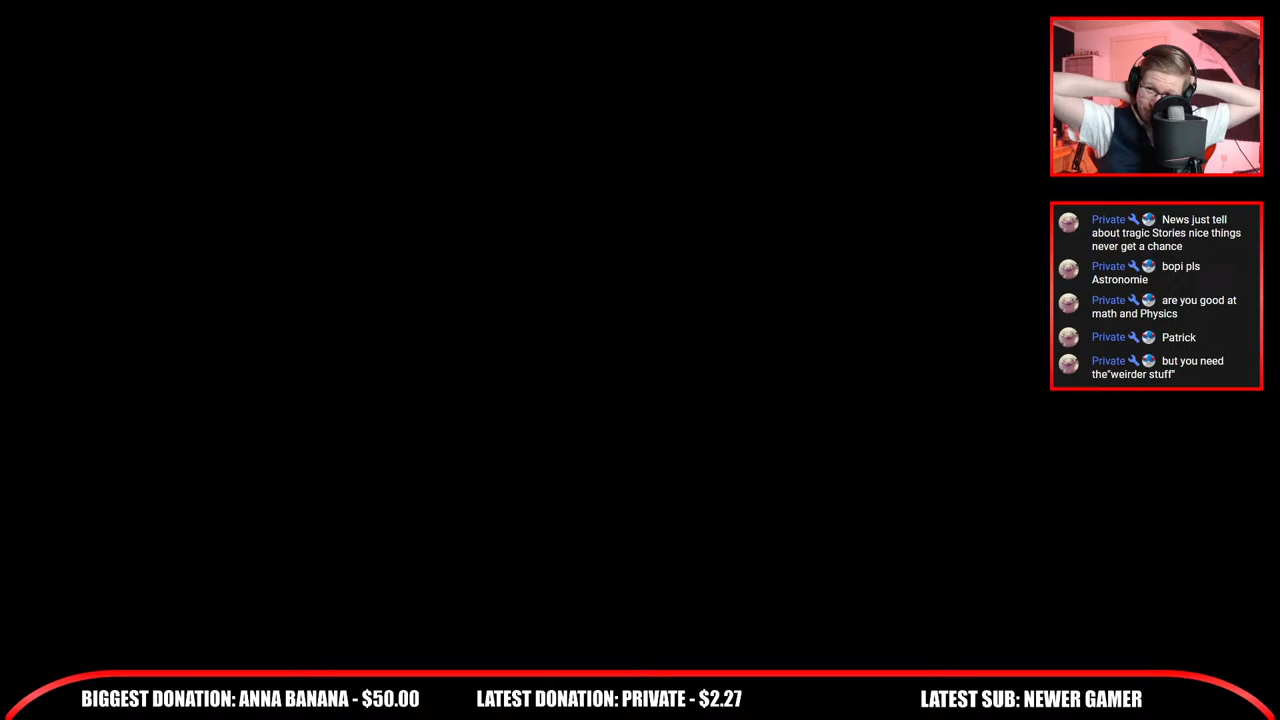 Private News just tell
about tragic Stories nice things
never get a chance
Private bopi pls
Astronomie
Private are you good at
math and Physics
Private Patrick
Private but you need
the"weirder stuff"
BIGGEST DONATION: ANNA BANANA - $50.00
LATEST DONATION: PRIVATE - $2.27
LATEST SUB: NEWER GAMER